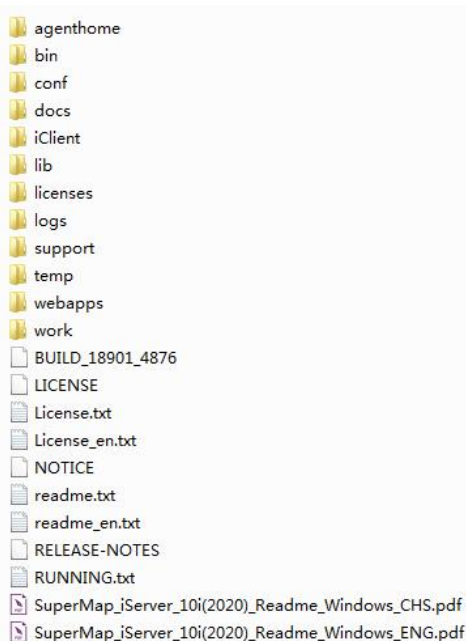 agenthome
bin
conf
docs
iClient
lib
licenses
logs
support
temp
webapps
work
BUILD_18901_4876
LICENSE
License.txt
License_en.txt
NOTICE
readme.txt
readme_en.txt
RELEASE-NOTES
RUNNING.txt
SuperMap_iServer_10i(2020)_Readme_Windows_CHS.pdf
SuperMap_iServer_10i(2020)_Readme_Windows_ENG.pdf